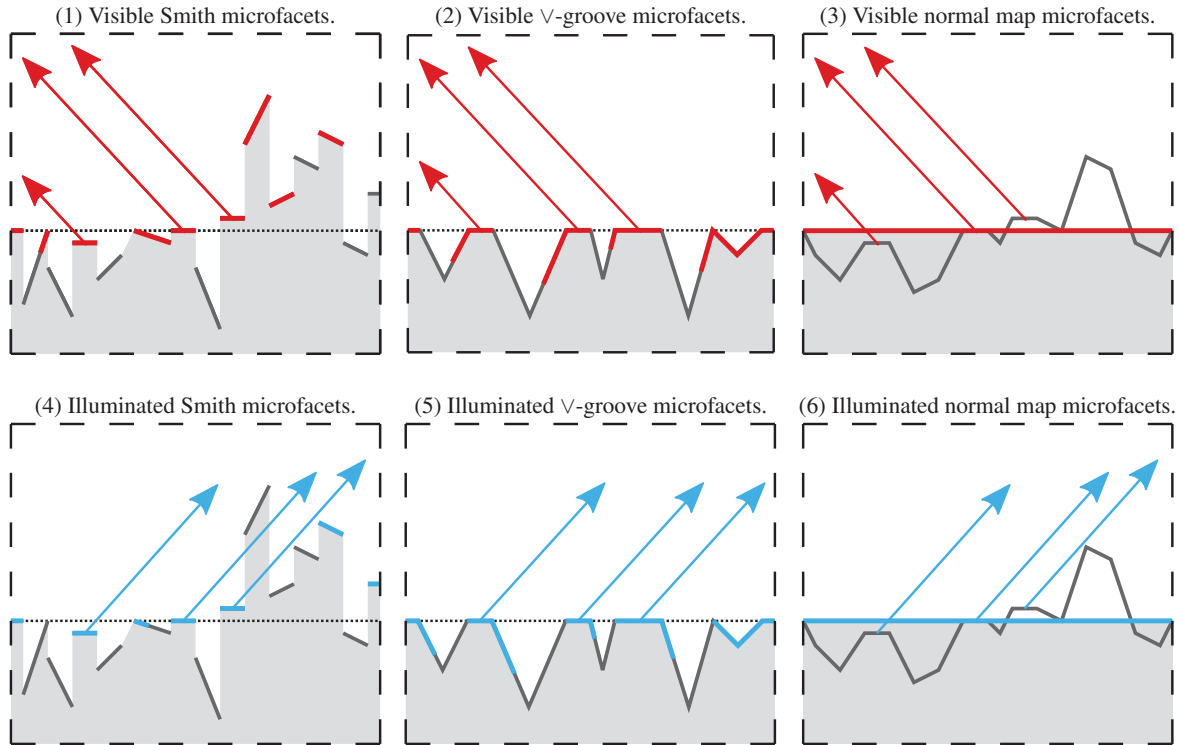 (1) Visible Smith microfacets.
(2) Visible ∨-groove microfacets.
(3) Visible normal map microfacets.
(4) Illuminated Smith microfacets.
(5) Illuminated ∨-groove microfacets.
(6) Illuminated normal map microfacets.